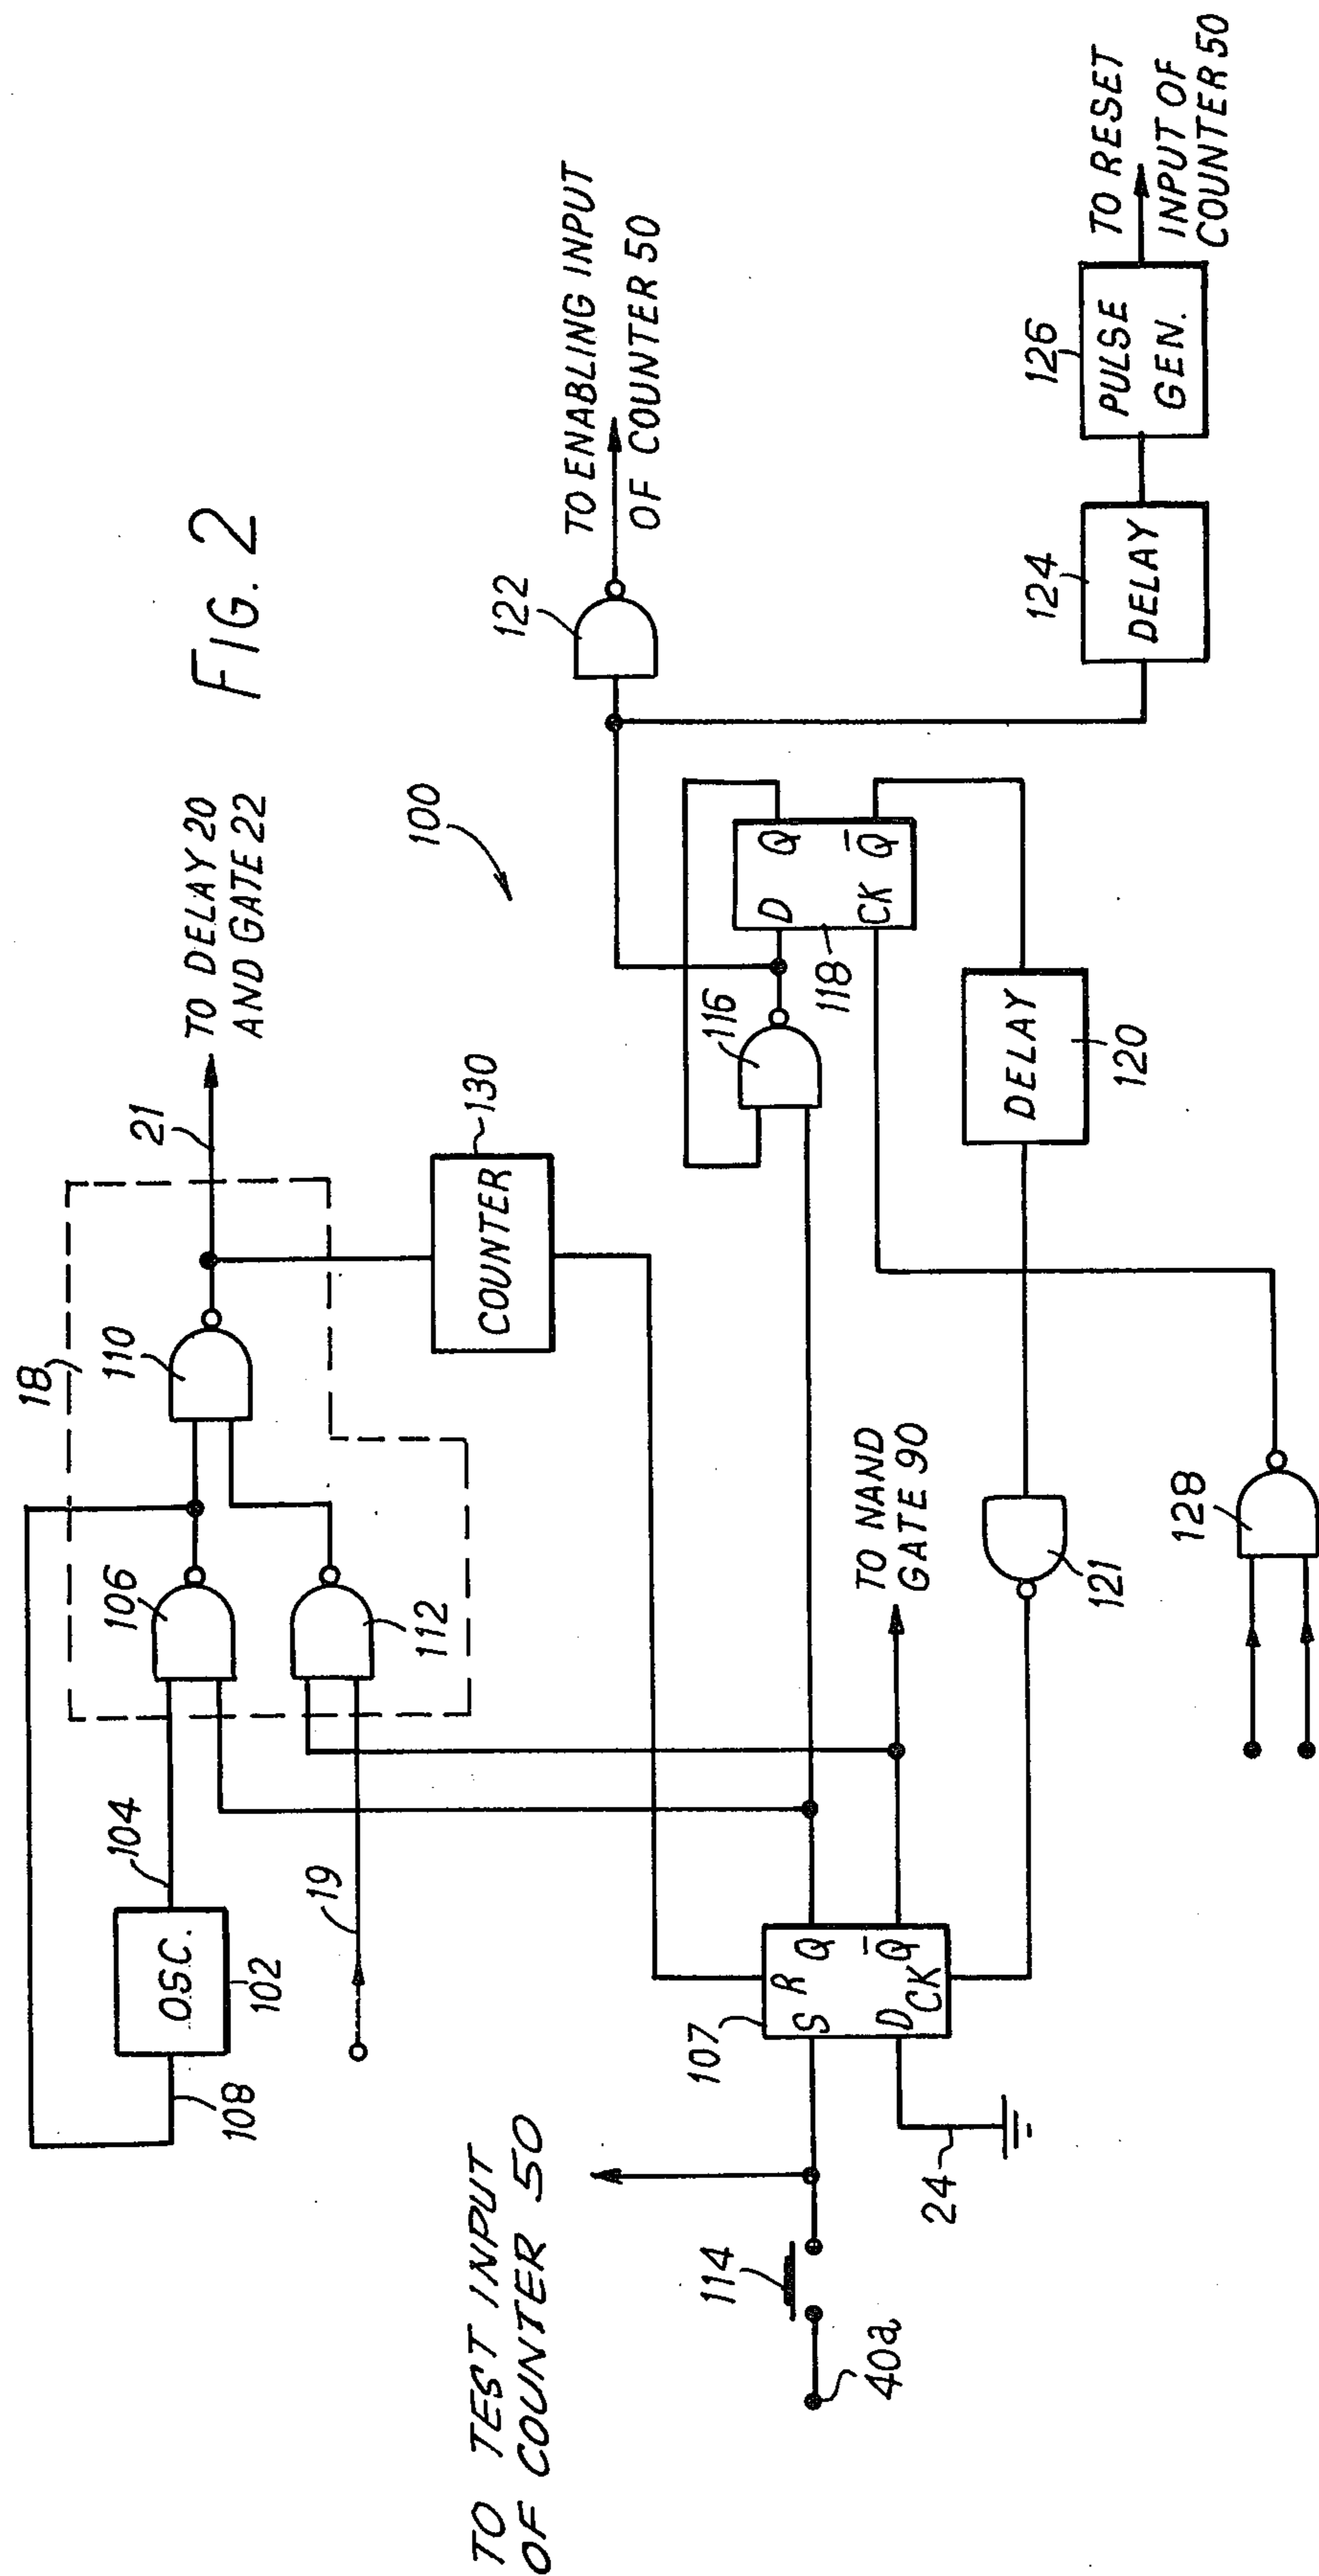 FIG. 2
TO DELAY 20
AND GATE 22
21
18
110
106
112
104
O.S.C.
102
108
19
COUNTER
130
100
TO ENABLING INPUT
OF COUNTER 50
122
116
D
Q
CK
Q̄
118
DELAY
120
DELAY
124
PULSE
GEN.
126
TO RESET
INPUT OF
COUNTER 50
TO NAND
GATE 90
121
128
107
S
R
Q
D
CK
Q̄
24
114
40a
TO TEST INPUT
OF COUNTER 50